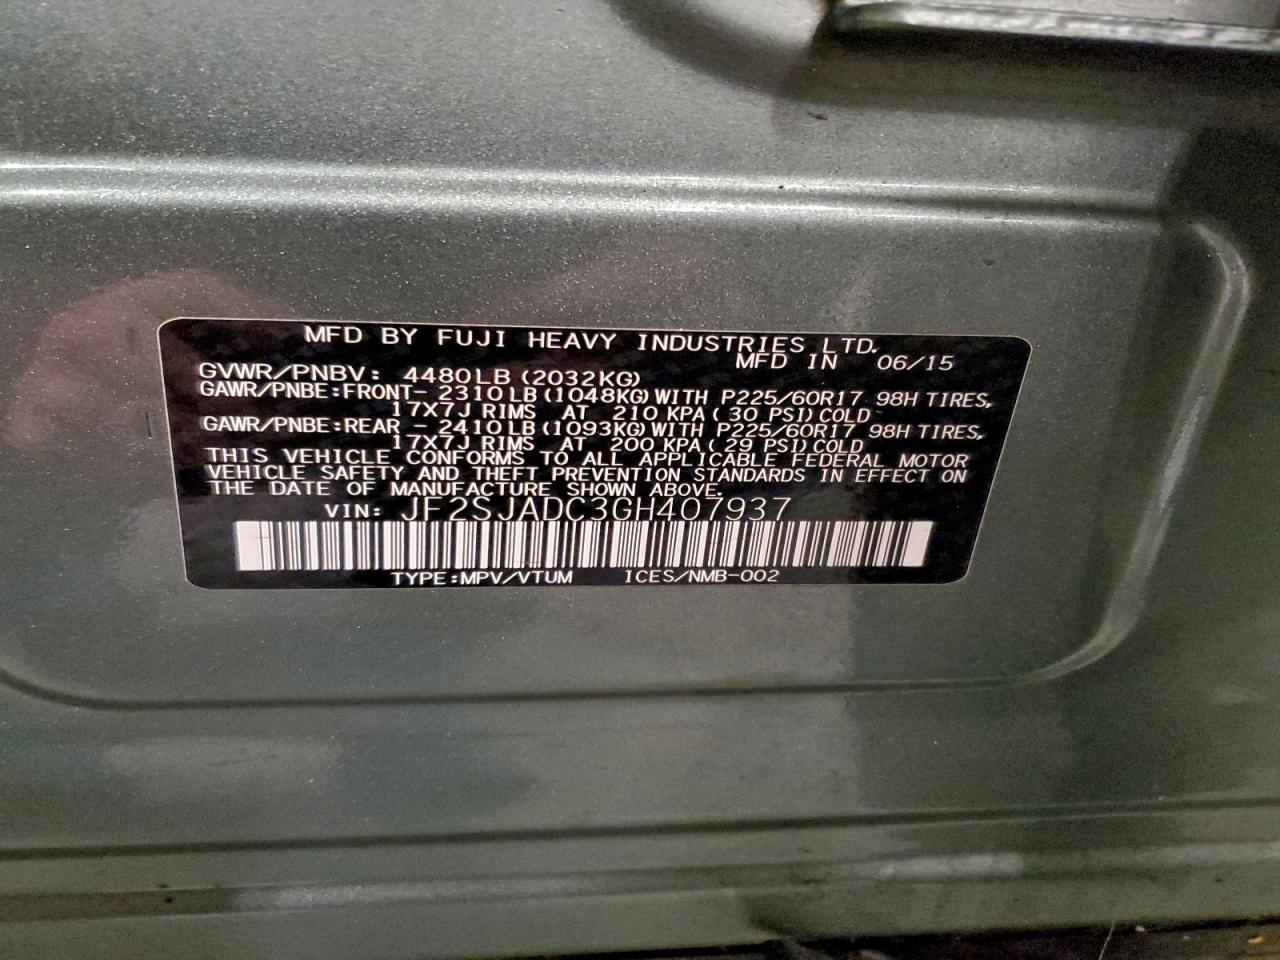 MFD BY FUJI HEAVY INDUSTRIES LTD.
MFD IN 06/15
GVWR/PNBV: 4480LB(2032KG)
GAWR/PNBE:FRONT- 2310LB(1048KG)WITH P225/60R17 98H TIRES,
17X7J RIMS AT 210 KPA(30 PSI)COLD
GAWR/PNBE:REAR - 2410LB(1093KG)WITH P225/60R17 98H TIRES,
17X7J RIMS AT 200 KPA(29 PSI)COLD
THIS VEHICLE CONFORMS TO ALL APPLICABLE FEDERAL MOTOR
VEHICLE SAFETY AND THEFT PREVENTION STANDARDS IN EFFECT ON
THE DATE OF MANUFACTURE SHOWN ABOVE.
VIN: JF2SJADC3GH407937
TYPE:MPV/VTUM ICES/NMB-002